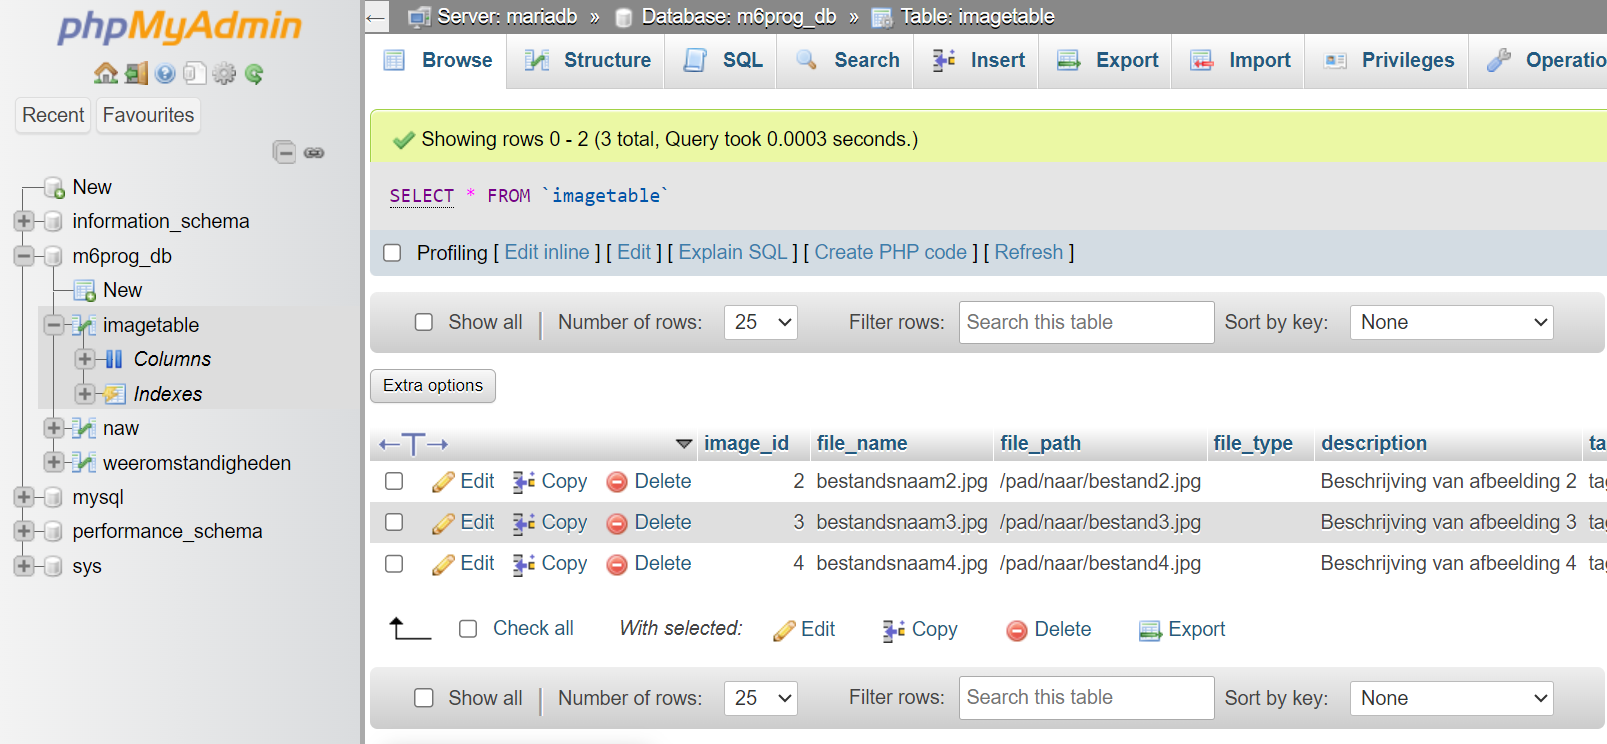 phpMyAdmin
Recent
Favourites
New
information_schema
m6prog_db
New
imagetable
Columns
Indexes
naw
weeromstandigheden
mysql
performance_schema
sys
Server: mariadb » Database: m6prog_db » Table: imagetable
Browse Structure SQL Search Insert Export Import Privileges Operatio
Showing rows 0 - 2 (3 total, Query took 0.0003 seconds.)
SELECT * FROM `imagetable`
Profiling [ Edit inline ] [ Edit ] [ Explain SQL ] [ Create PHP code ] [ Refresh ]
Show all | Number of rows: 25 Filter rows: Search this table Sort by key: None
Extra options
image_id file_name file_path file_type description ta
Edit Copy Delete 2 bestandsnaam2.jpg /pad/naar/bestand2.jpg Beschrijving van afbeelding 2 tag
Edit Copy Delete 3 bestandsnaam3.jpg /pad/naar/bestand3.jpg Beschrijving van afbeelding 3 tag
Edit Copy Delete 4 bestandsnaam4.jpg /pad/naar/bestand4.jpg Beschrijving van afbeelding 4 tag
Check all With selected: Edit Copy Delete Export
Show all | Number of rows: 25 Filter rows: Search this table Sort by key: None